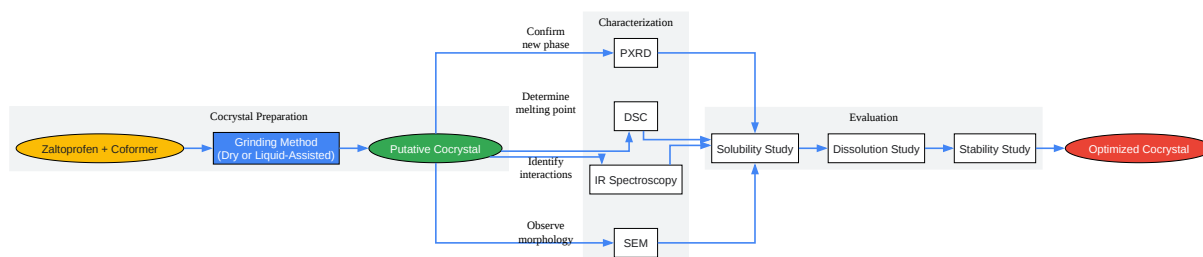 Characterization
Confirm
new phase
PXRD
Determine
melting point
DSC
Cocrystal Preparation
Evaluation
Zaltoprofen + Coformer
Grinding Method
(Dry or Liquid-Assisted)
Putative Cocrystal
Solubility Study
Dissolution Study
Stability Study
Optimized Cocrystal
Identify
interactions
IR Spectroscopy
Observe
morphology
SEM